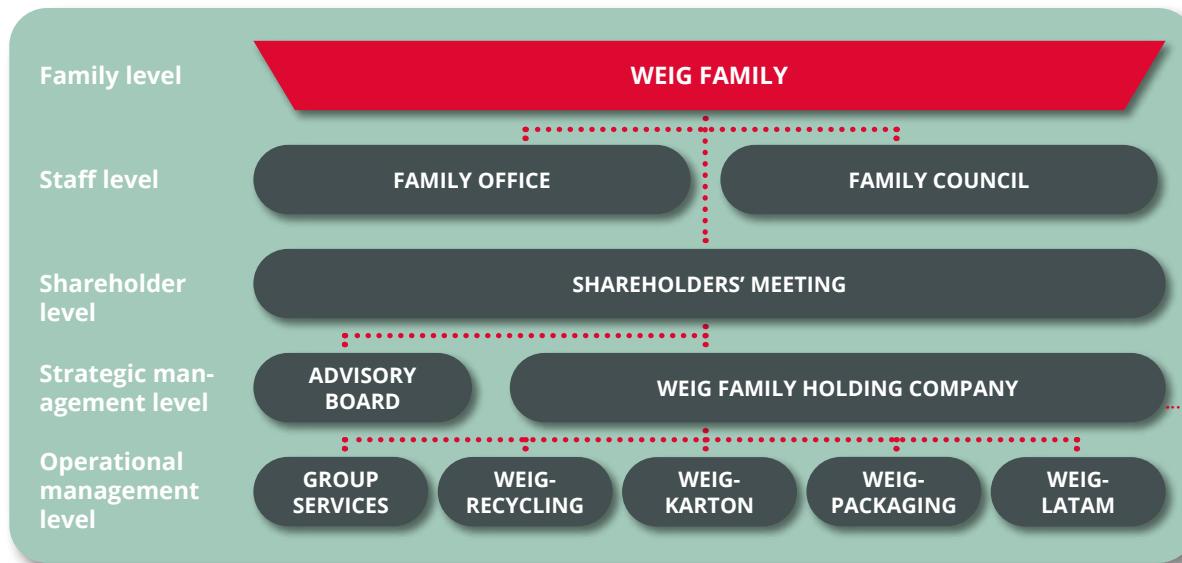 Family level
WEIG FAMILY
Staff level
FAMILY OFFICE
FAMILY COUNCIL
Shareholder
level
SHAREHOLDERS’ MEETING
Strategic man-
agement level
ADVISORY
BOARD
WEIG FAMILY HOLDING COMPANY
Operational
management
level
GROUP
SERVICES
WEIG-
RECYCLING
WEIG-
KARTON
WEIG-
PACKAGING
WEIG-
LATAM